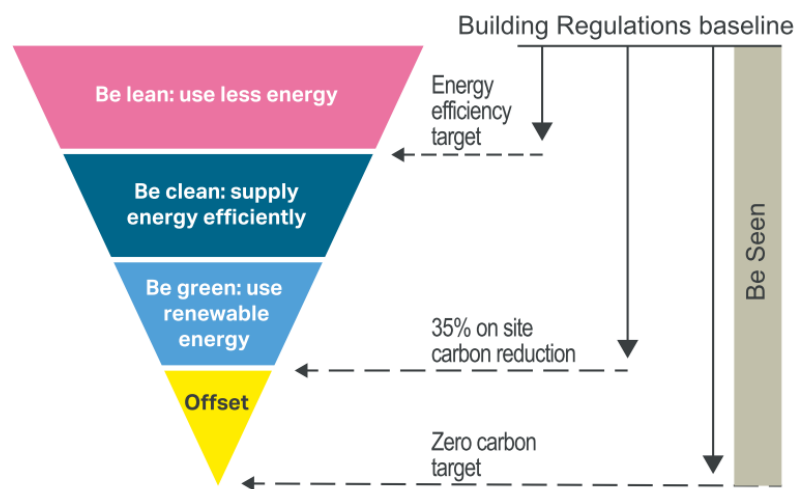 Building Regulations baseline
Be lean: use less energy
Energy
efficiency
target
Be clean: supply
energy efficiently
Be green: use
renewable
energy
35% on site
carbon reduction
Offset
Zero carbon
target
Be Seen